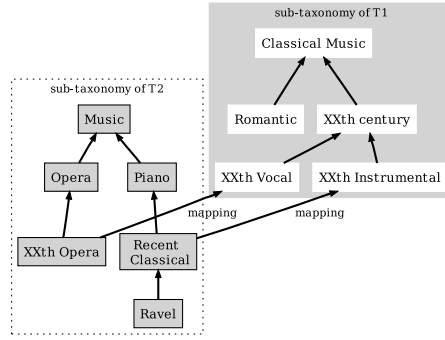 sub-taxonomy of T1
Classical Music
Romantic
XXth century
XXth Vocal
XXth Instrumental
sub-taxonomy of T2
Music
Opera
Piano
XXth Opera
Recent
Classical
Ravel
mapping
mapping